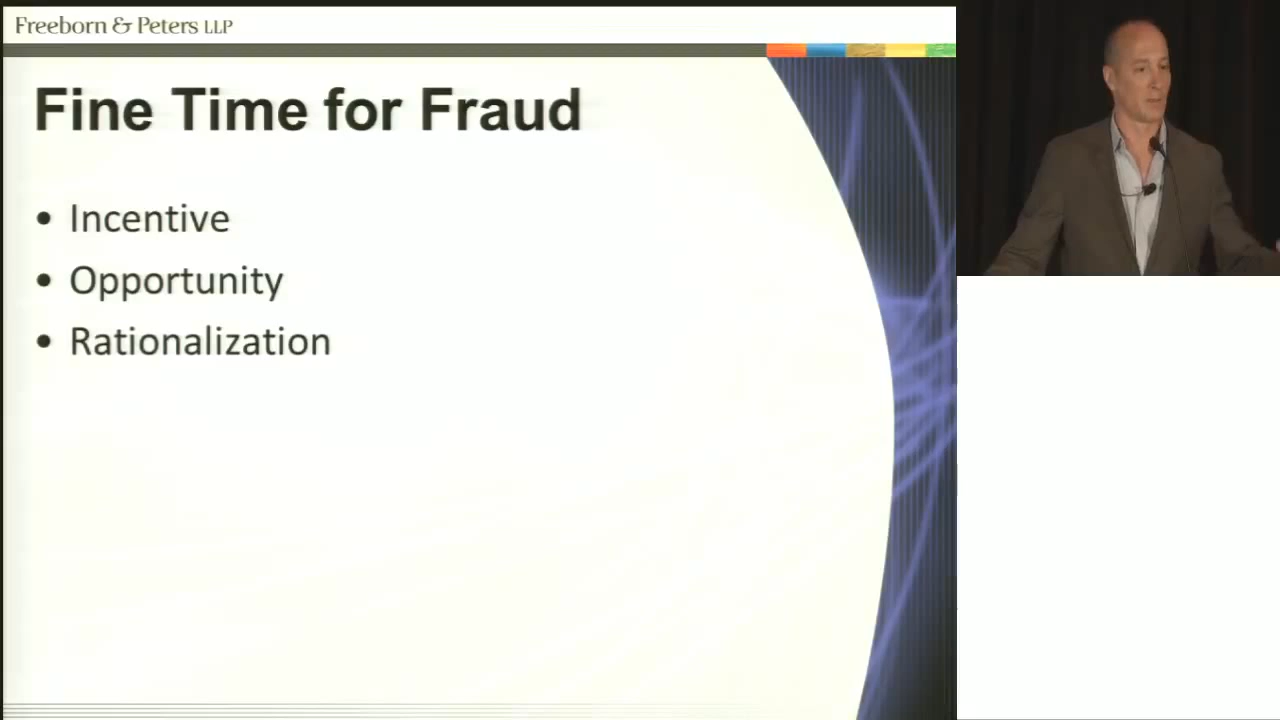 Freeborn & Peters LLP
Fine Time for Fraud
• Incentive
• Opportunity
• Rationalization